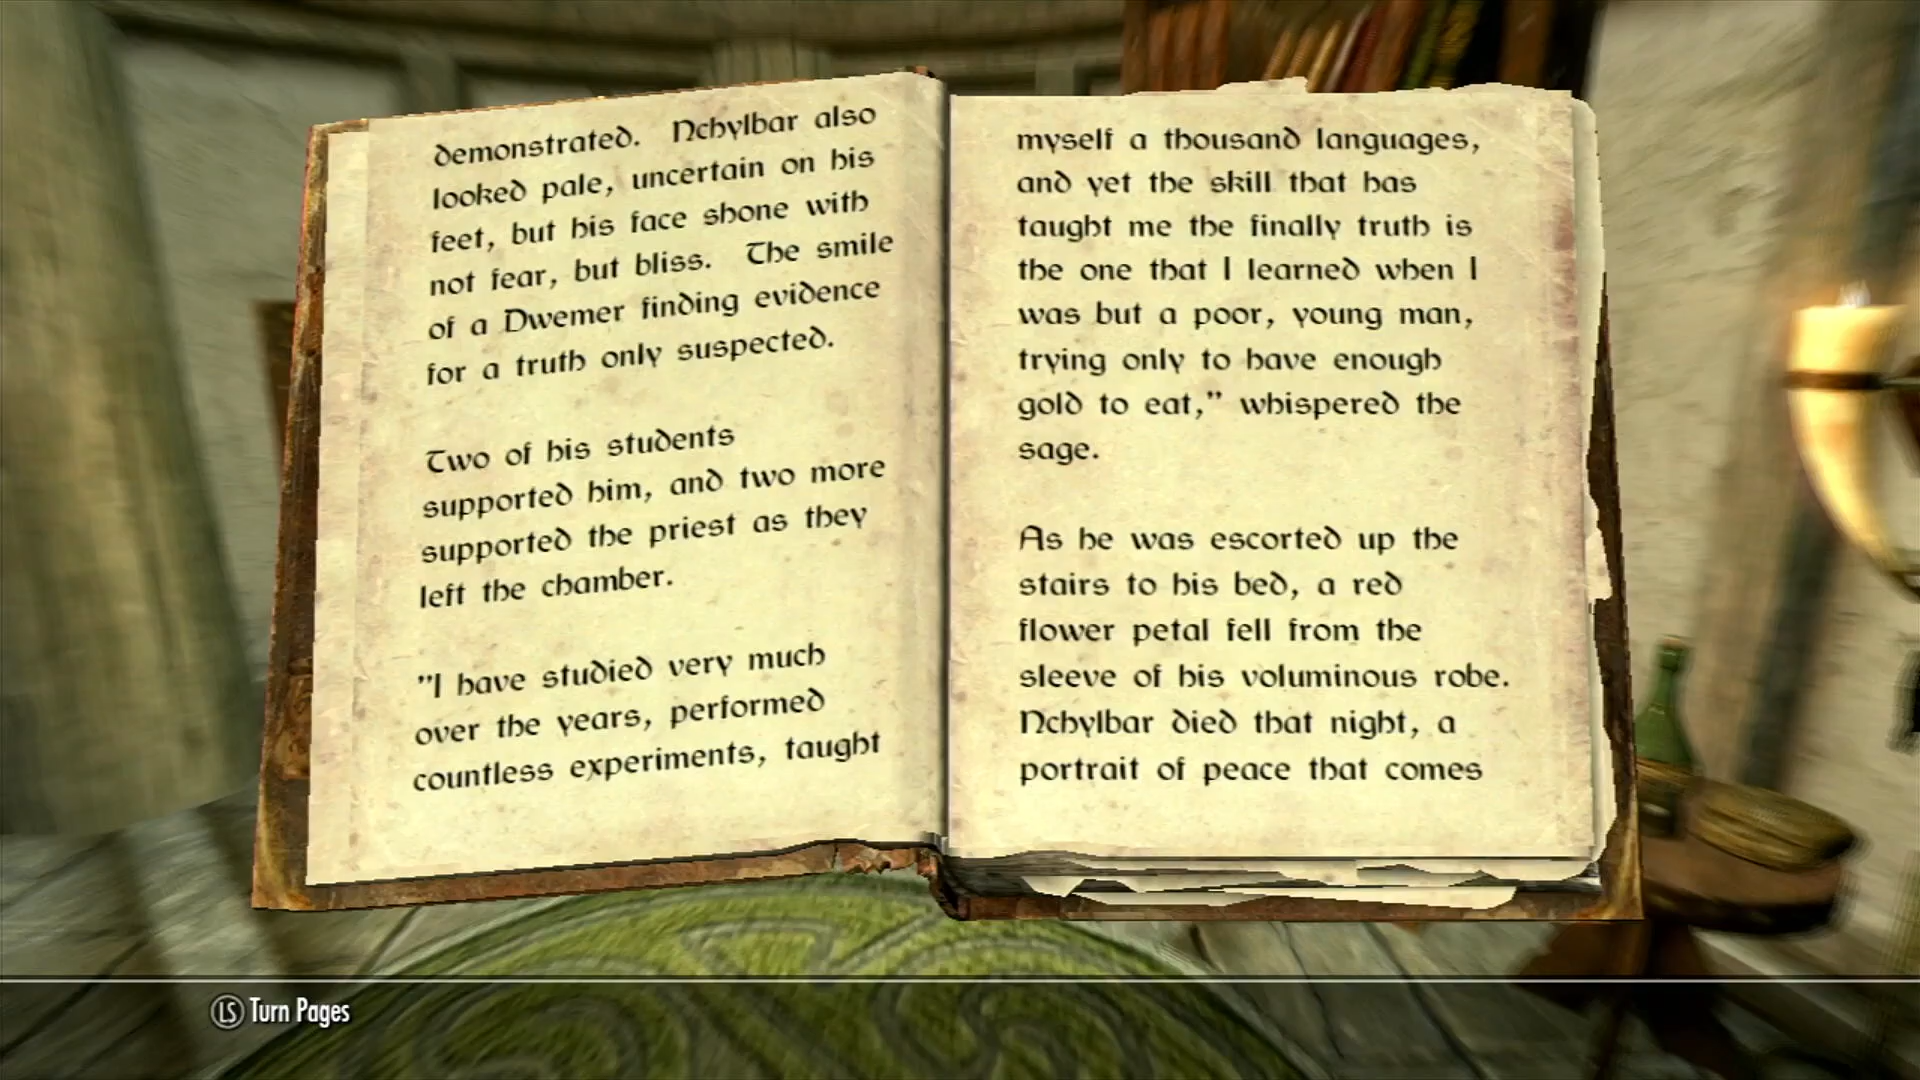 demonstrated. Nchylbar also
looked pale, uncertain on his
feet, but his face shone with
not fear, but bliss. The smile
of a Dwemer finding evidence
for a truth only suspected.
Two of his students
supported him, and two more
supported the priest as they
left the chamber.
"I have studied very much
over the years, performed
countless experiments, taught
myself a thousand languages,
and yet the skill that has
taught me the finally truth is
the one that I learned when I
was but a poor, young man,
trying only to have enough
gold to eat," whispered the
sage.
As he was escorted up the
stairs to his bed, a red
flower petal fell from the
sleeve of his voluminous robe.
Nchylbar died that night, a
portrait of peace that comes
LS Turn Pages